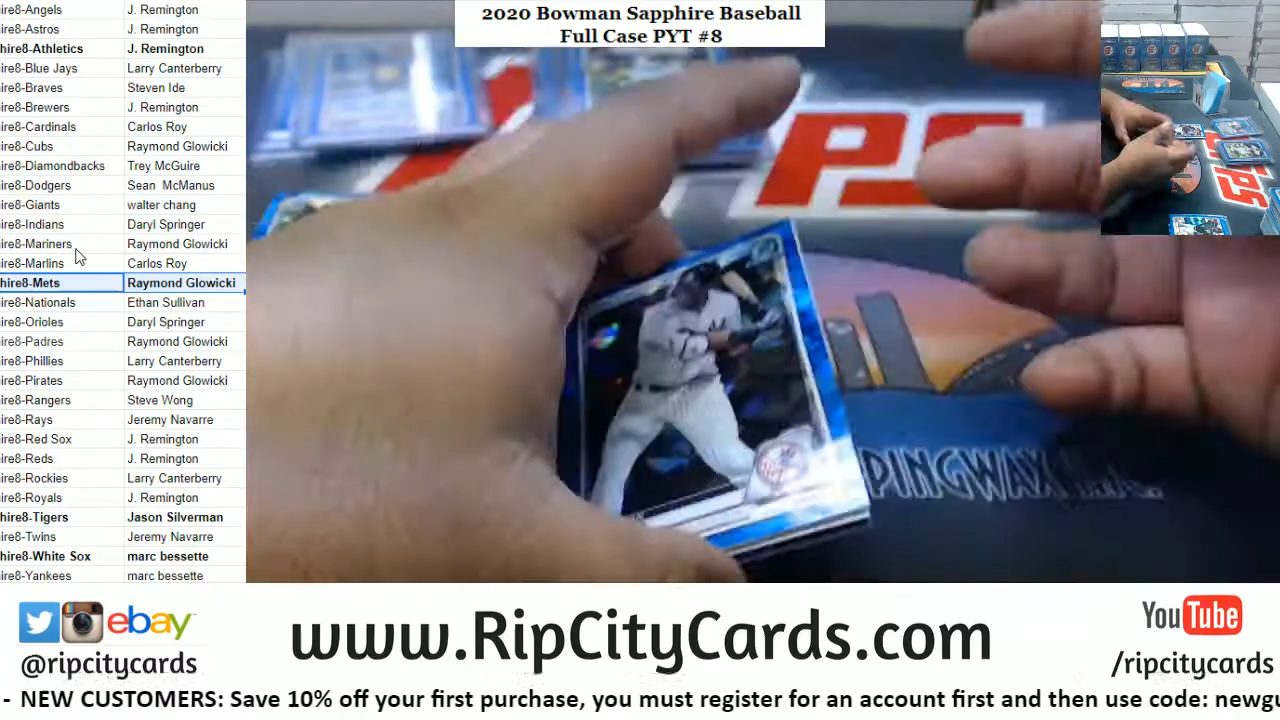 2020 Bowman Sapphire Baseball
Full Case PYT #8
hire8-Angels J. Remington
hire8-Astros J. Remington
hire8-Athletics J. Remington
ire8-Blue Jays Larry Canterberry
ire8-Braves Steven Ide
ire8-Brewers J. Remington
ire8-Cardinals Carlos Roy
ire8-Cubs Raymond Glowicki
ire8-Diamondbacks Trey McGuire
ire8-Dodgers Sean McManus
ire8-Giants walter chang
ire8-Indians Daryl Springer
ire8-Mariners Raymond Glowicki
ire8-Marlins Carlos Roy
hire8-Mets Raymond Glowicki
ire8-Nationals Ethan Sullivan
ire8-Orioles Daryl Springer
ire8-Padres Raymond Glowicki
ire8-Phillies Larry Canterberry
ire8-Pirates Raymond Glowicki
ire8-Rangers Steve Wong
ire8-Rays Jeremy Navarre
ire8-Red Sox J. Remington
ire8-Reds J. Remington
ire8-Rockies Larry Canterberry
ire8-Royals J. Remington
hire8-Tigers Jason Silverman
ire8-Twins Jeremy Navarre
hire8-White Sox marc bessette
ire8-Yankees marc bessette
PS
PINGWAX
ebay
@ripcitycards
www.RipCityCards.com
YouTube
/ripcitycards
- NEW CUSTOMERS: Save 10% off your first purchase, you must register for an account first and then use code: newgu